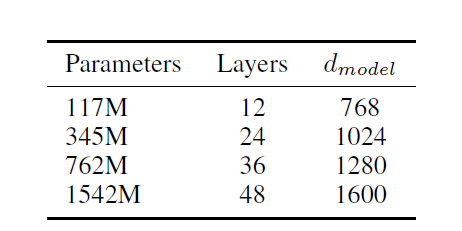 Parameters Layers d_model
117M 12 768
345M 24 1024
762M 36 1280
1542M 48 1600